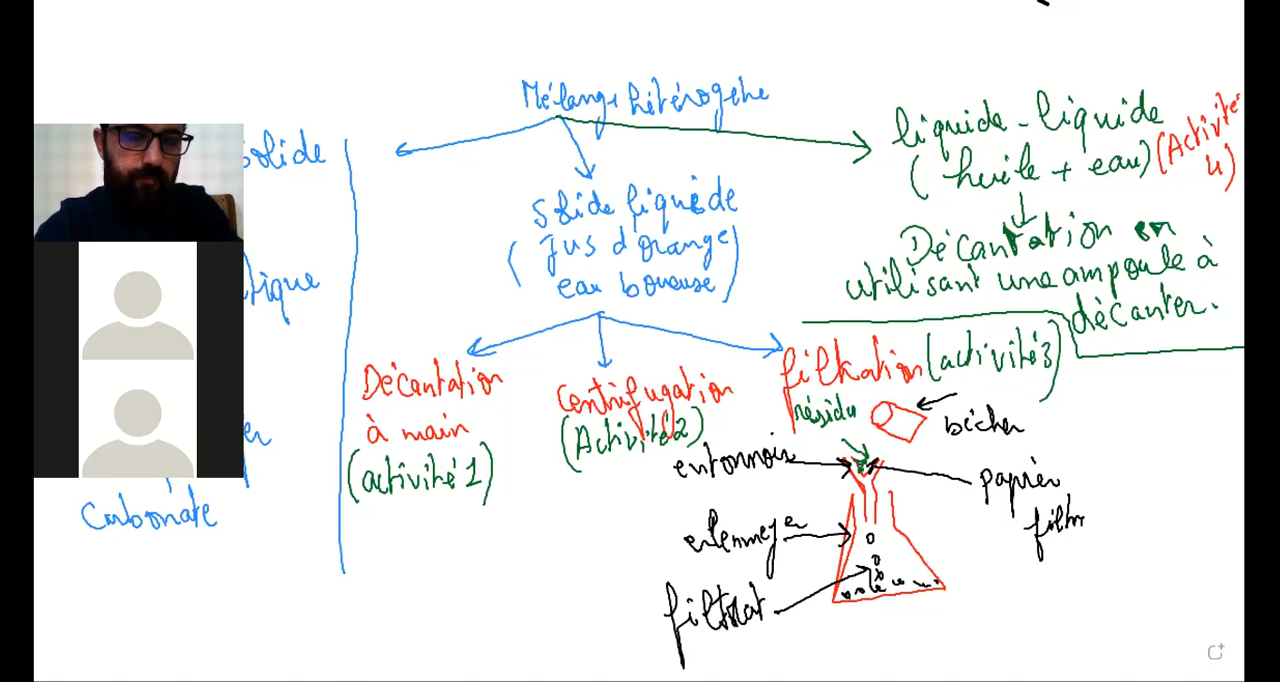 Mélange hétérogène
solide
tique
er
Carbonate
Solide liquide
( Jus d'orange
eau boueuse )
Décantation
à main
(activité 1)
Centrifugation
(Activité 2)
filtration (activité 3)
résidu
bécher
entonnoir
papier
filtre
erlenmeyer
filtrat
liquide - liquide
( huile + eau)
(Activité
4)
Décantation en
utilisant une ampoule à
décanter.